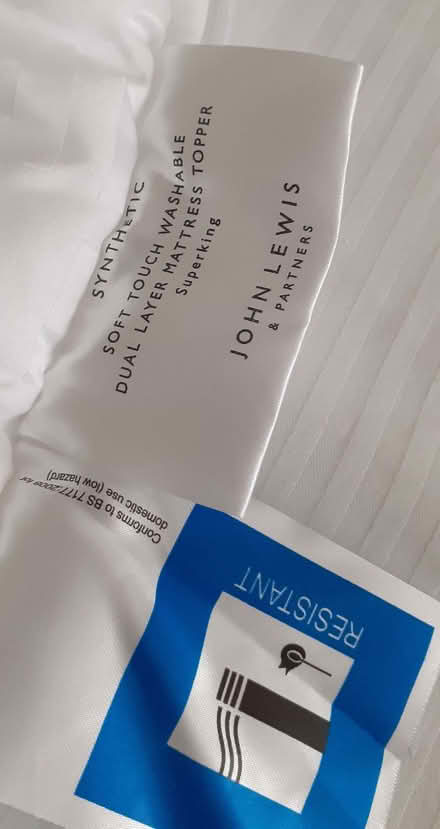 SYNTHETIC
SOFT TOUCH WASHABLE
DUAL LAYER MATTRESS TOPPER
Superking
JOHN LEWIS
& PARTNERS
Conforms to BS 7177:2008 for
domestic use (low hazard)
RESISTANT